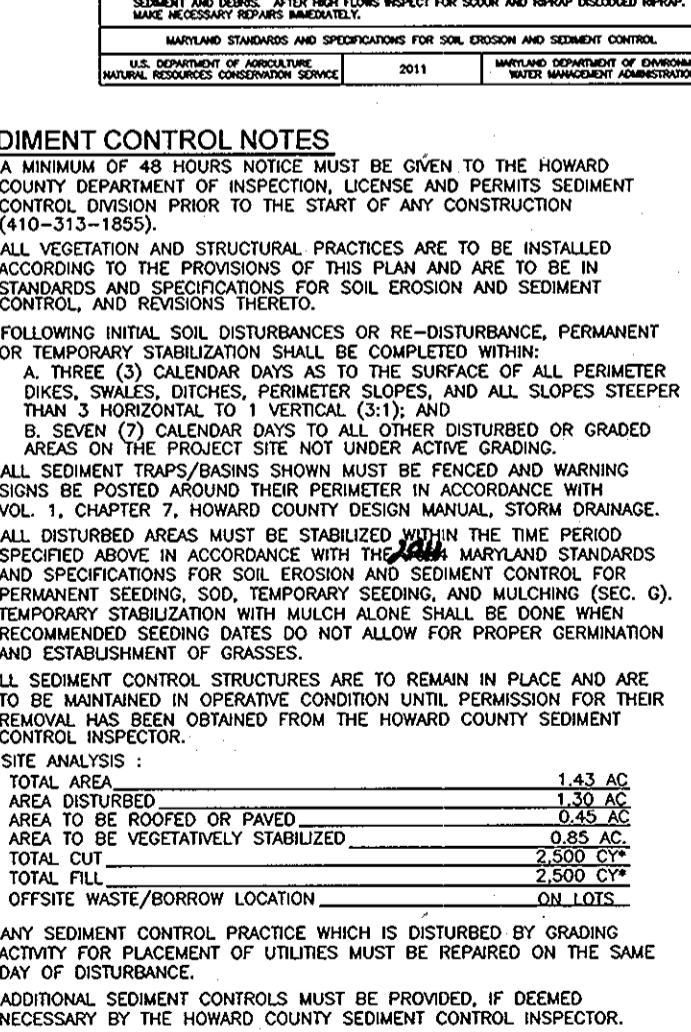 SEDIMENT AND DEBRIS. AFTER HIGH FLOWS INSPECT FOR SCOUR AND RIPRAP DISLODGED RIPRAP.
MAKE NECESSARY REPAIRS IMMEDIATELY.
MARYLAND STANDARDS AND SPECIFICATIONS FOR SOIL EROSION AND SEDIMENT CONTROL
U.S. DEPARTMENT OF AGRICULTURE
NATURAL RESOURCES CONSERVATION SERVICE
2011
MARYLAND DEPARTMENT OF ENVIRONM
WATER MANAGEMENT ADMINISTRATIO
DIMENT CONTROL NOTES
A MINIMUM OF 48 HOURS NOTICE MUST BE GIVEN TO THE HOWARD
COUNTY DEPARTMENT OF INSPECTION, LICENSE AND PERMITS SEDIMENT
CONTROL DIVISION PRIOR TO THE START OF ANY CONSTRUCTION
(410-313-1855).
ALL VEGETATION AND STRUCTURAL PRACTICES ARE TO BE INSTALLED
ACCORDING TO THE PROVISIONS OF THIS PLAN AND ARE TO BE IN
STANDARDS AND SPECIFICATIONS FOR SOIL EROSION AND SEDIMENT
CONTROL, AND REVISIONS THERETO.
FOLLOWING INITIAL SOIL DISTURBANCES OR RE-DISTURBANCE, PERMANENT
OR TEMPORARY STABILIZATION SHALL BE COMPLETED WITHIN:
A. THREE (3) CALENDAR DAYS AS TO THE SURFACE OF ALL PERIMETER
DIKES, SWALES, DITCHES, PERIMETER SLOPES, AND ALL SLOPES STEEPER
THAN 3 HORIZONTAL TO 1 VERTICAL (3:1); AND
B. SEVEN (7) CALENDAR DAYS TO ALL OTHER DISTURBED OR GRADED
AREAS ON THE PROJECT SITE NOT UNDER ACTIVE GRADING.
ALL SEDIMENT TRAPS/BASINS SHOWN MUST BE FENCED AND WARNING
SIGNS BE POSTED AROUND THEIR PERIMETER IN ACCORDANCE WITH
VOL. 1, CHAPTER 7, HOWARD COUNTY DESIGN MANUAL, STORM DRAINAGE.
ALL DISTURBED AREAS MUST BE STABILIZED WITHIN THE TIME PERIOD
SPECIFIED ABOVE IN ACCORDANCE WITH THE MARYLAND STANDARDS
AND SPECIFICATIONS FOR SOIL EROSION AND SEDIMENT CONTROL FOR
PERMANENT SEEDING, SOD, TEMPORARY SEEDING, AND MULCHING (SEC. G).
TEMPORARY STABILIZATION WITH MULCH ALONE SHALL BE DONE WHEN
RECOMMENDED SEEDING DATES DO NOT ALLOW FOR PROPER GERMINATION
AND ESTABLISHMENT OF GRASSES.
LL SEDIMENT CONTROL STRUCTURES ARE TO REMAIN IN PLACE AND ARE
TO BE MAINTAINED IN OPERATIVE CONDITION UNTIL PERMISSION FOR THEIR
REMOVAL HAS BEEN OBTAINED FROM THE HOWARD COUNTY SEDIMENT
CONTROL INSPECTOR.
SITE ANALYSIS :
TOTAL AREA 1.43 AC
AREA DISTURBED 1.30 AC
AREA TO BE ROOFED OR PAVED 0.45 AC
AREA TO BE VEGETATIVELY STABILIZED 0.85 AC.
TOTAL CUT 2,500 CY*
TOTAL FILL 2,500 CY*
OFFSITE WASTE/BORROW LOCATION ON LOTS
ANY SEDIMENT CONTROL PRACTICE WHICH IS DISTURBED BY GRADING
ACTIVITY FOR PLACEMENT OF UTILITIES MUST BE REPAIRED ON THE SAME
DAY OF DISTURBANCE.
ADDITIONAL SEDIMENT CONTROLS MUST BE PROVIDED, IF DEEMED
NECESSARY BY THE HOWARD COUNTY SEDIMENT CONTROL INSPECTOR.